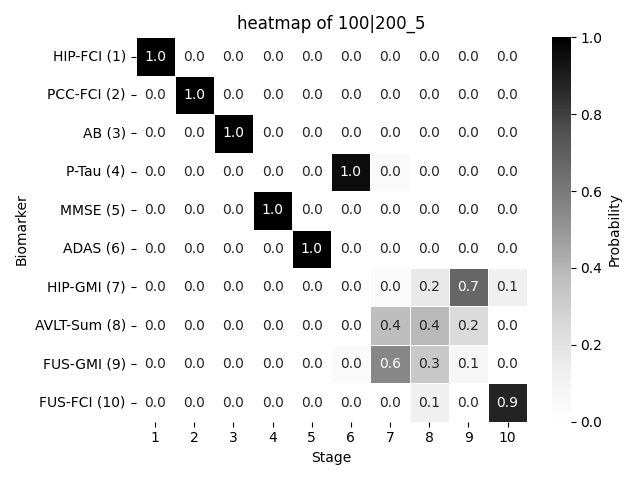 heatmap of 100|200_5
HIP-FCI (1) 1.0 0.0 0.0 0.0 0.0 0.0 0.0 0.0 0.0 0.0
PCC-FCI (2) 0.0 1.0 0.0 0.0 0.0 0.0 0.0 0.0 0.0 0.0
AB (3) 0.0 0.0 1.0 0.0 0.0 0.0 0.0 0.0 0.0 0.0
P-Tau (4) 0.0 0.0 0.0 0.0 0.0 1.0 0.0 0.0 0.0 0.0
MMSE (5) 0.0 0.0 0.0 1.0 0.0 0.0 0.0 0.0 0.0 0.0
ADAS (6) 0.0 0.0 0.0 0.0 1.0 0.0 0.0 0.0 0.0 0.0
HIP-GMI (7) 0.0 0.0 0.0 0.0 0.0 0.0 0.0 0.2 0.7 0.1
AVLT-Sum (8) 0.0 0.0 0.0 0.0 0.0 0.0 0.4 0.4 0.2 0.0
FUS-GMI (9) 0.0 0.0 0.0 0.0 0.0 0.0 0.6 0.3 0.1 0.0
FUS-FCI (10) 0.0 0.0 0.0 0.0 0.0 0.0 0.0 0.1 0.0 0.9
1 2 3 4 5 6 7 8 9 10
Stage
Biomarker
1.0
0.8
0.6
0.4
0.2
0.0
Probability